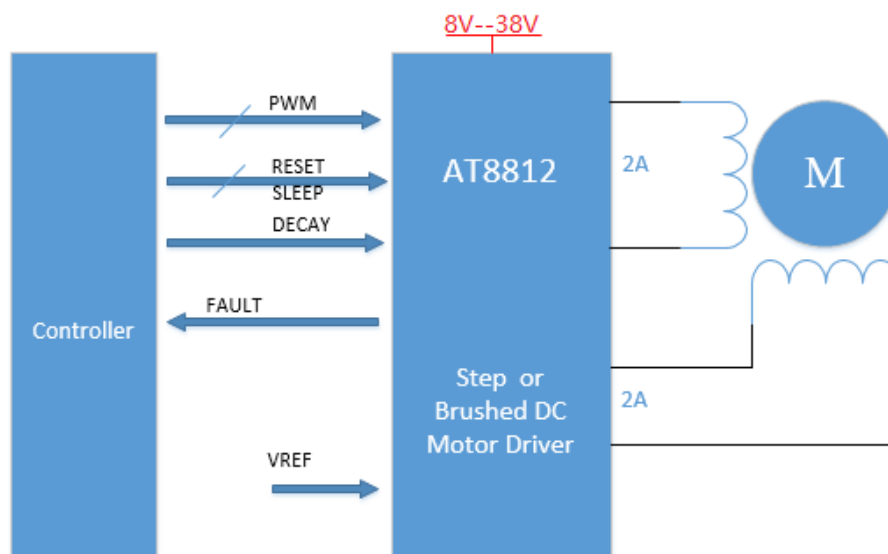 8V--38V
PWM
RESET
SLEEP
DECAY
FAULT
VREF
Controller
AT8812
Step or
Brushed DC
Motor Driver
2A
2A
M